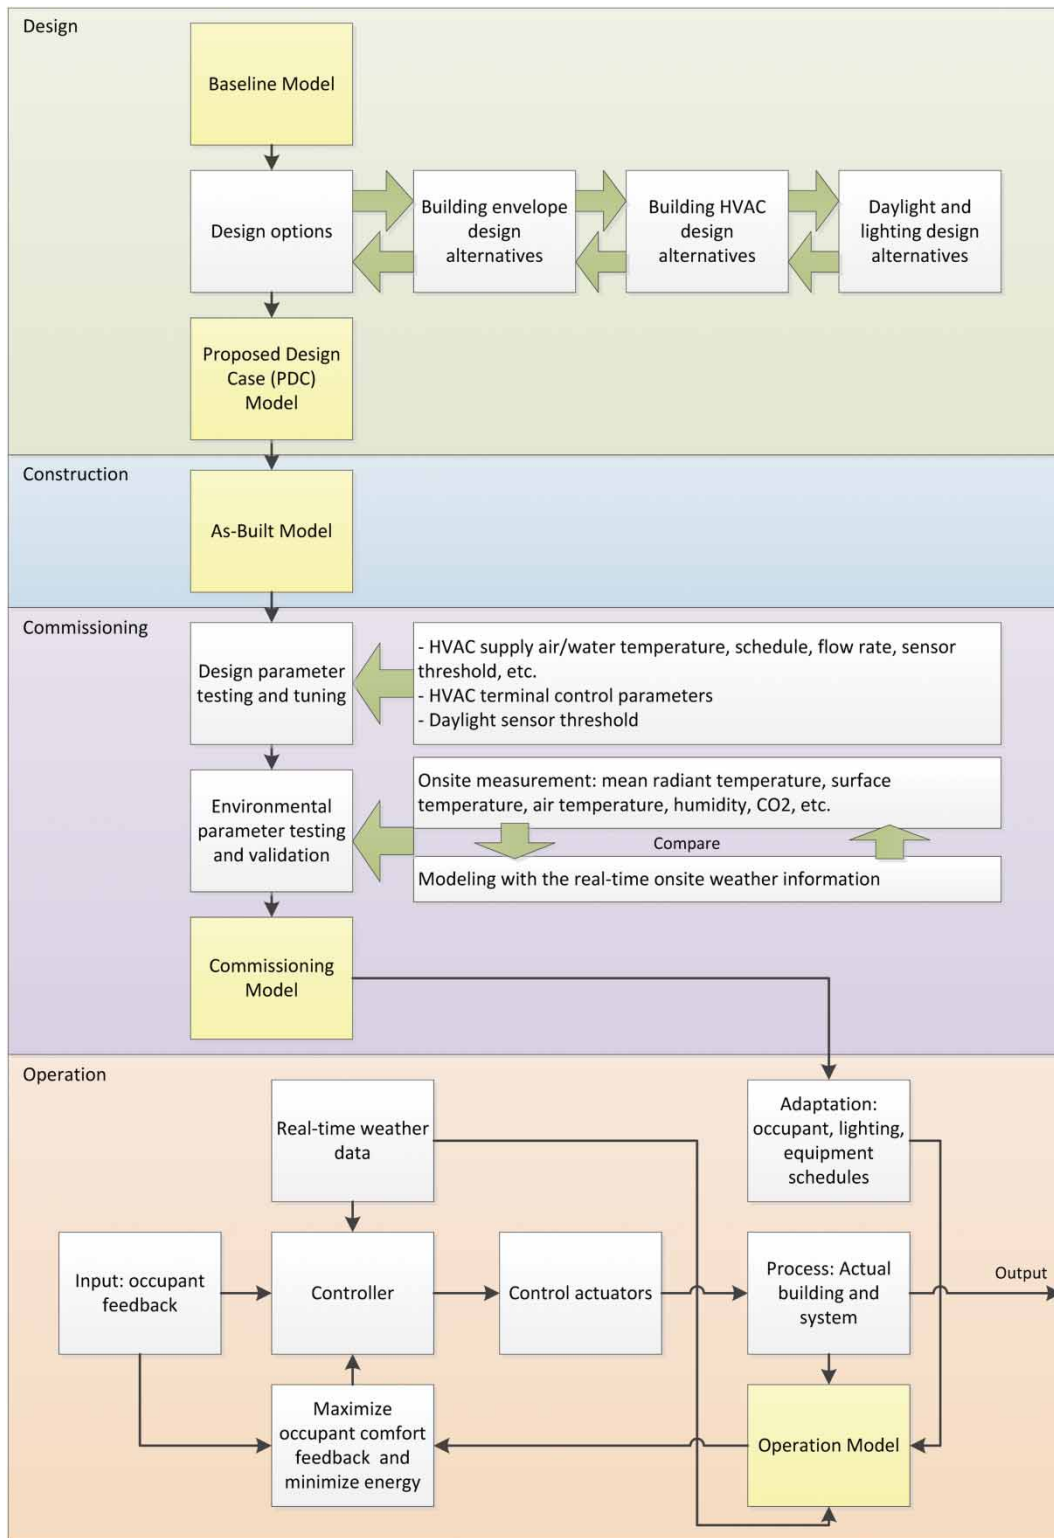 Design
Baseline Model
Design options
Building envelope
design
alternatives
Building HVAC
design
alternatives
Daylight and
lighting design
alternatives
Proposed Design
Case (PDC)
Model
Construction
As-Built Model
Commissioning
Design parameter
testing and tuning
- HVAC supply air/water temperature, schedule, flow rate, sensor
threshold, etc.
- HVAC terminal control parameters
- Daylight sensor threshold
Environmental
parameter testing
and validation
Onsite measurement: mean radiant temperature, surface
temperature, air temperature, humidity, CO2, etc.
Compare
Modeling with the real-time onsite weather information
Commissioning
Model
Operation
Real-time weather
data
Adaptation:
occupant, lighting,
equipment
schedules
Input: occupant
feedback
Controller
Control actuators
Process: Actual
building and
system
Output
Maximize
occupant comfort
feedback and
minimize energy
Operation Model